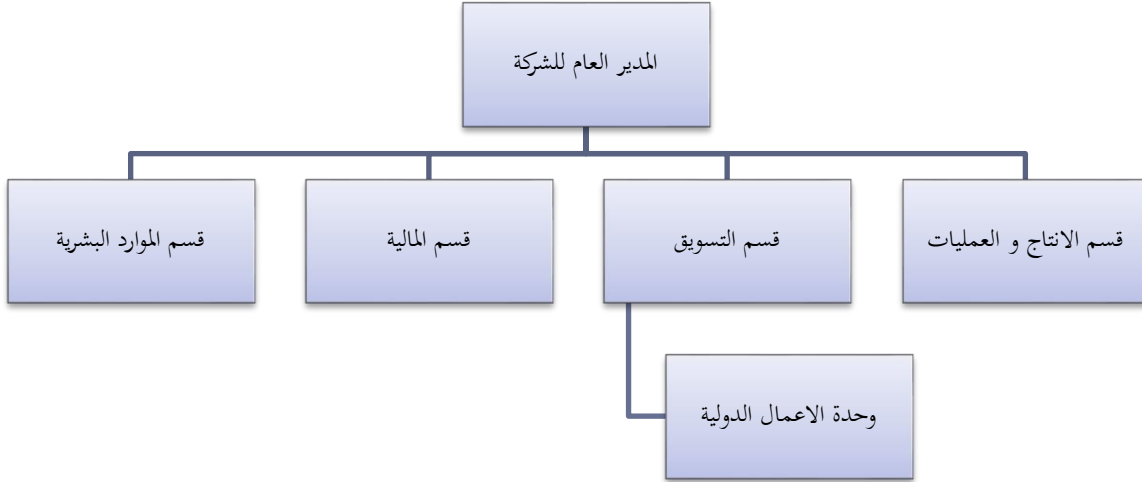 المدير العام للشركة
قسم الانتاج و العمليات
قسم التسويق
قسم المالية
قسم الموارد البشرية
وحدة الاعمال الدولية